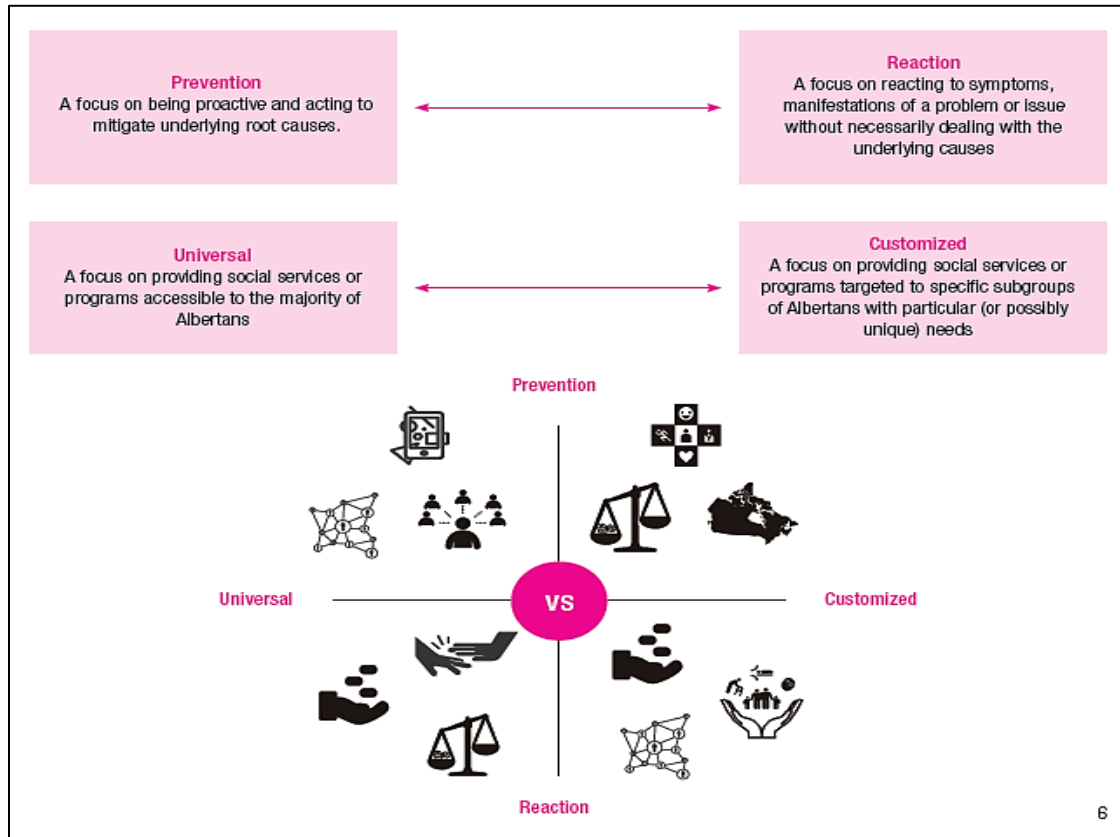 Prevention
A focus on being proactive and acting to
mitigate underlying root causes.
Reaction
A focus on reacting to symptoms,
manifestations of a problem or issue
without necessarily dealing with the
underlying causes
Universal
A focus on providing social services or
programs accessible to the majority of
Albertans
Customized
A focus on providing social services or
programs targeted to specific subgroups
of Albertans with particular (or possibly
unique) needs
Prevention
Universal
VS
Customized
Reaction
6